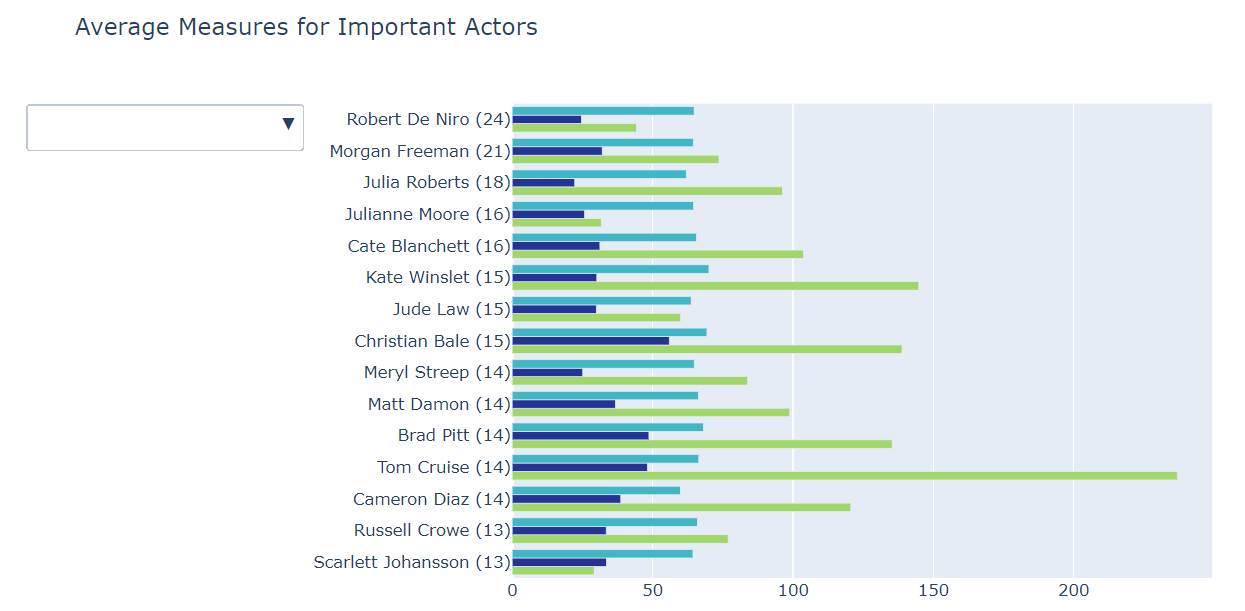 Average Measures for Important Actors
▼
Robert De Niro (24)
Morgan Freeman (21)
Julia Roberts (18)
Julianne Moore (16)
Cate Blanchett (16)
Kate Winslet (15)
Jude Law (15)
Christian Bale (15)
Meryl Streep (14)
Matt Damon (14)
Brad Pitt (14)
Tom Cruise (14)
Cameron Diaz (14)
Russell Crowe (13)
Scarlett Johansson (13)
0 50 100 150 200